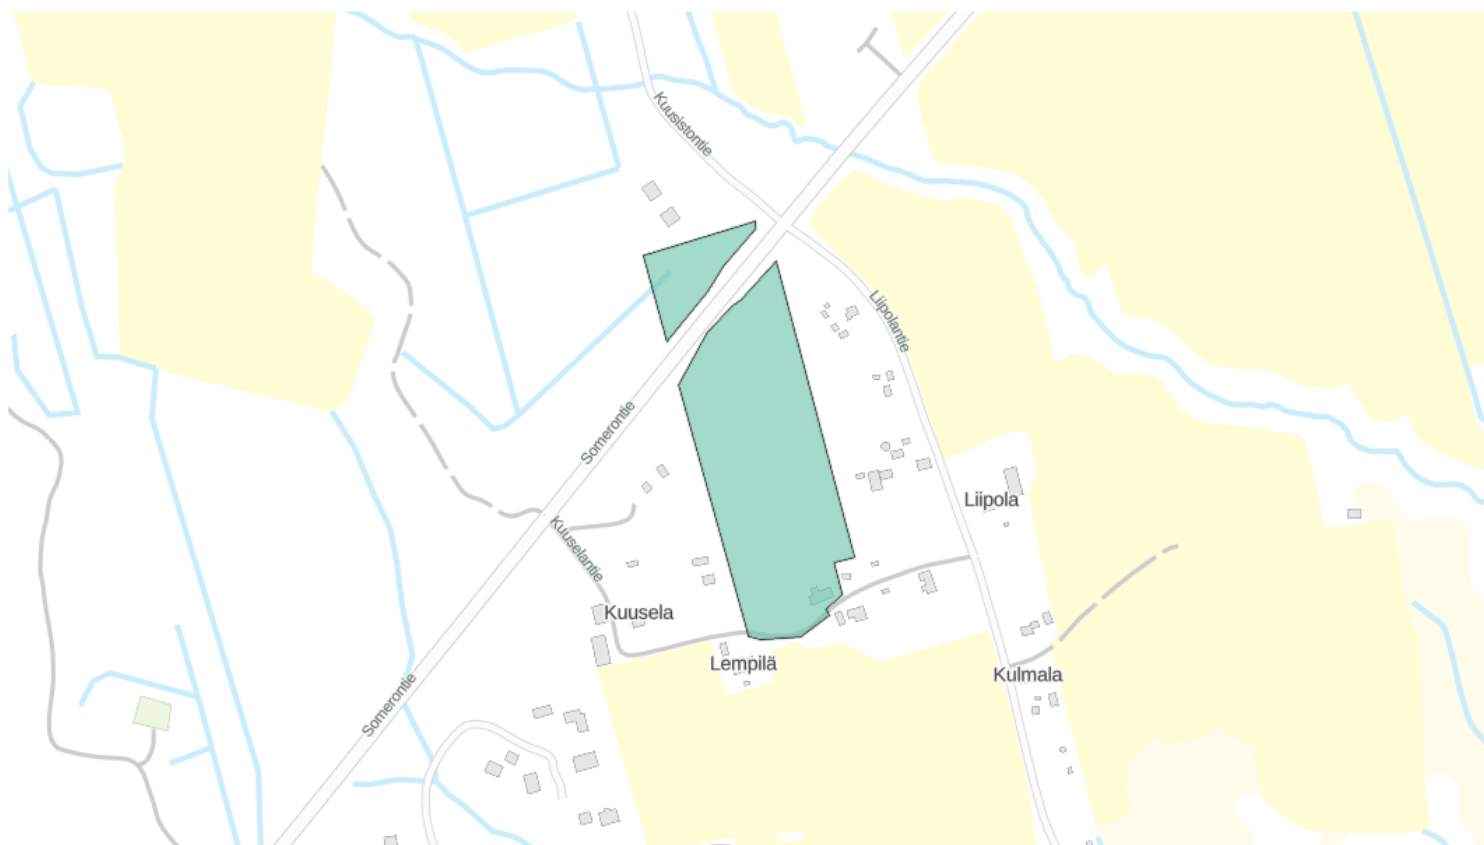 Kuusistontie
Liipolantie
Somerontie
Liipola
Kuuselantie
Kuusela
Lempilä
Kulmala
Somerontie